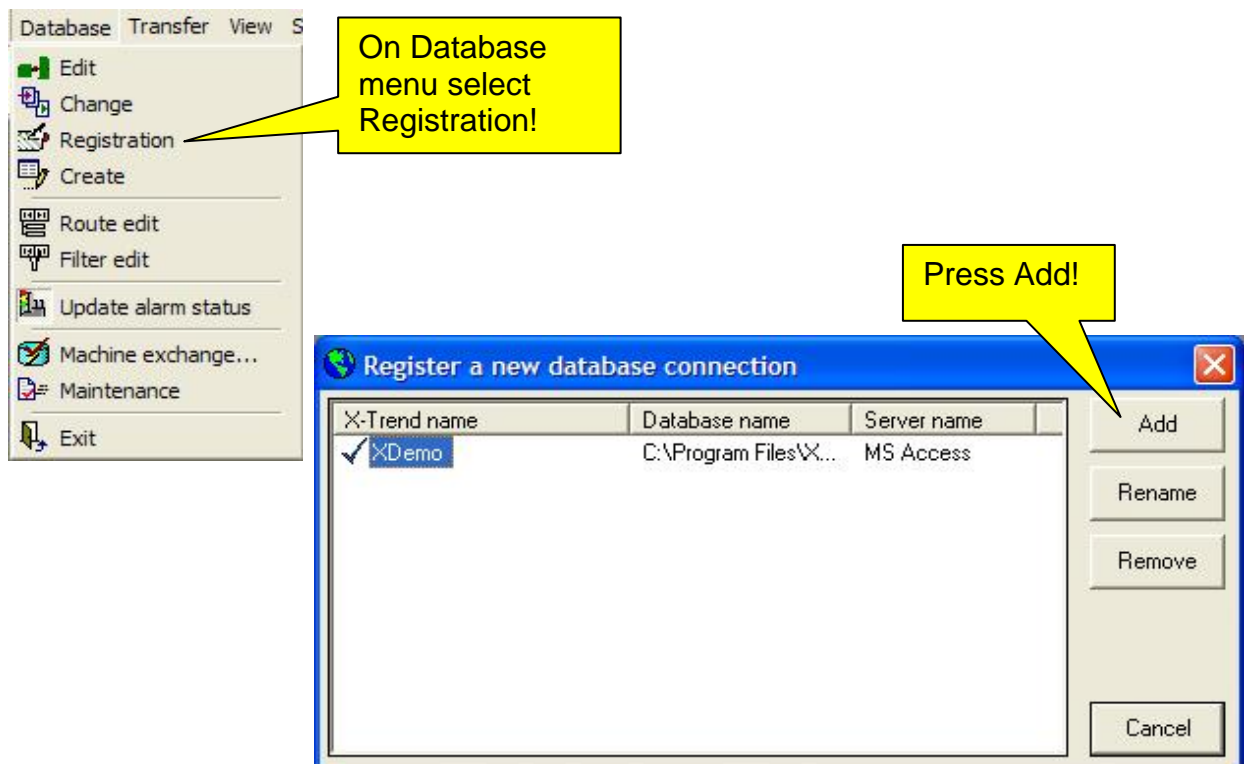 Database Transfer View S
Edit
Change
Registration
Create
Route edit
Filter edit
Update alarm status
Machine exchange...
Maintenance
Exit
On Database
menu select
Registration!
Press Add!
Register a new database connection
X-Trend name Database name Server name
XDemo C:\Program Files\X... MS Access
Add
Rename
Remove
Cancel